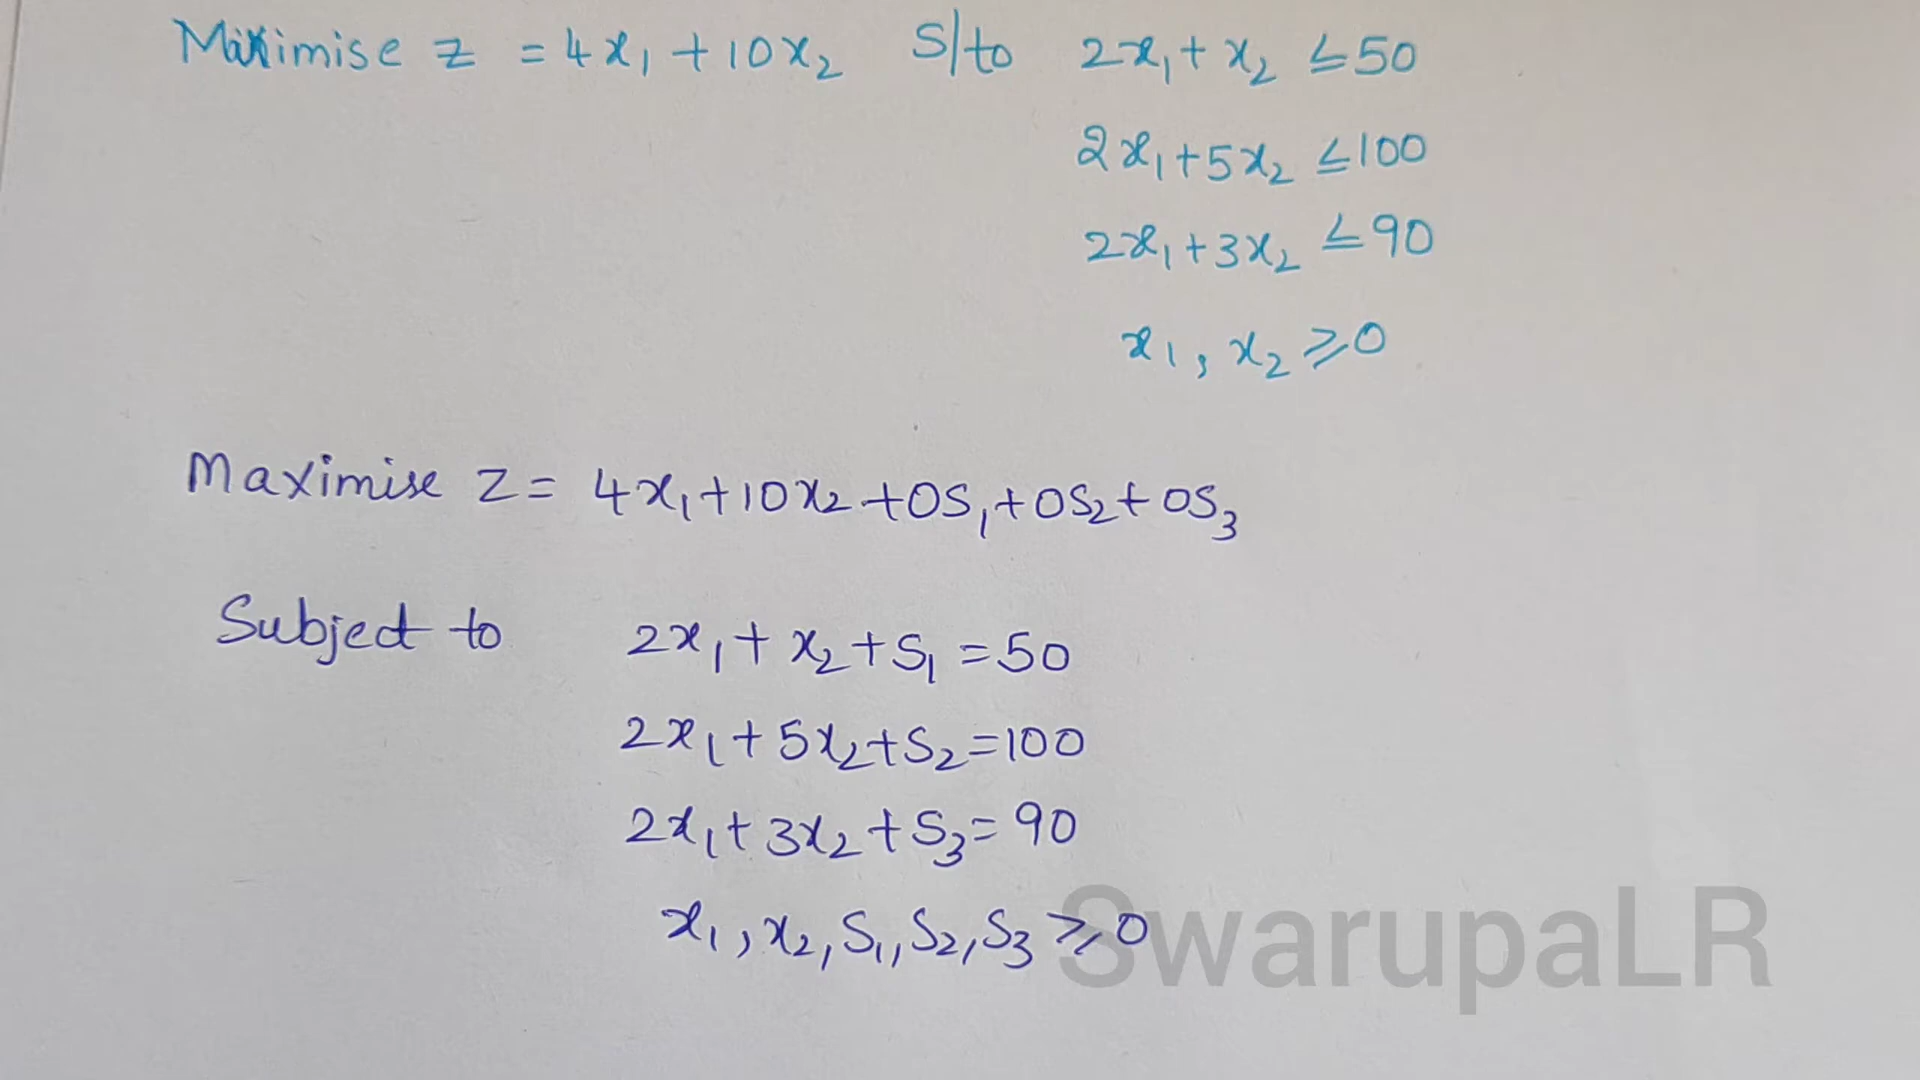 Maximise z = 4x₁ + 10x₂ S/to 2x₁ + x₂ ≤ 50
2x₁ + 5x₂ ≤ 100
2x₁ + 3x₂ ≤ 90
x₁, x₂ ≥ 0
Maximise Z = 4x₁ + 10x₂ + 0S₁ + 0S₂ + 0S₃
Subject to 2x₁ + x₂ + S₁ = 50
2x₁ + 5x₂ + S₂ = 100
2x₁ + 3x₂ + S₃ = 90
x₁, x₂, S₁, S₂, S₃ ≥ 0
SwarupaLR